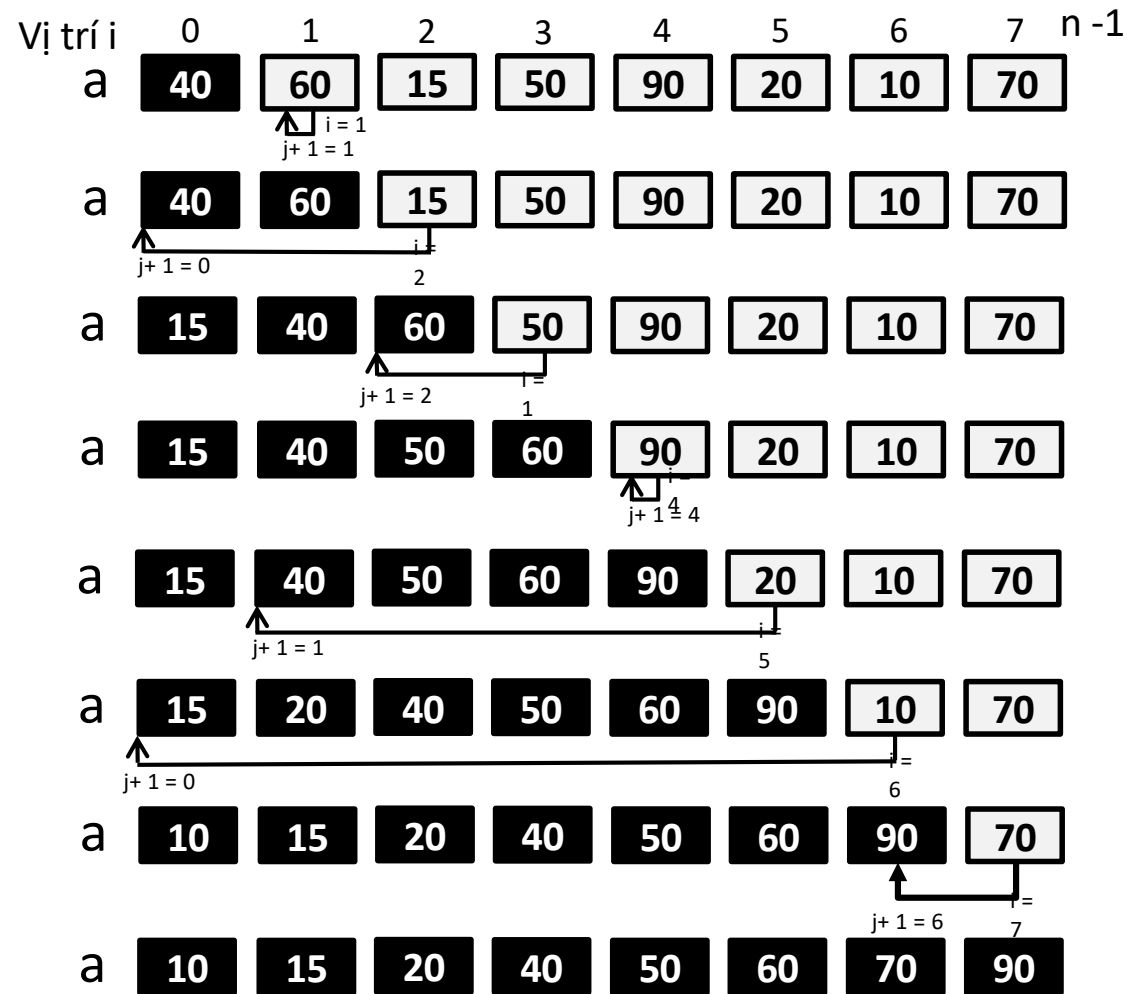 Vị trí i 0 1 2 3 4 5 6 7 n -1
a 40 60 15 50 90 20 10 70
i = 1
j+ 1 = 1
a 40 60 15 50 90 20 10 70
i =
2
j+ 1 = 0
a 15 40 60 50 90 20 10 70
i =
1
j+ 1 = 2
a 15 40 50 60 90 20 10 70
i =
4
j+ 1 = 4
a 15 40 50 60 90 20 10 70
i =
5
j+ 1 = 1
a 15 20 40 50 60 90 10 70
i =
6
j+ 1 = 0
a 10 15 20 40 50 60 90 70
i =
7
j+ 1 = 6
a 10 15 20 40 50 60 70 90